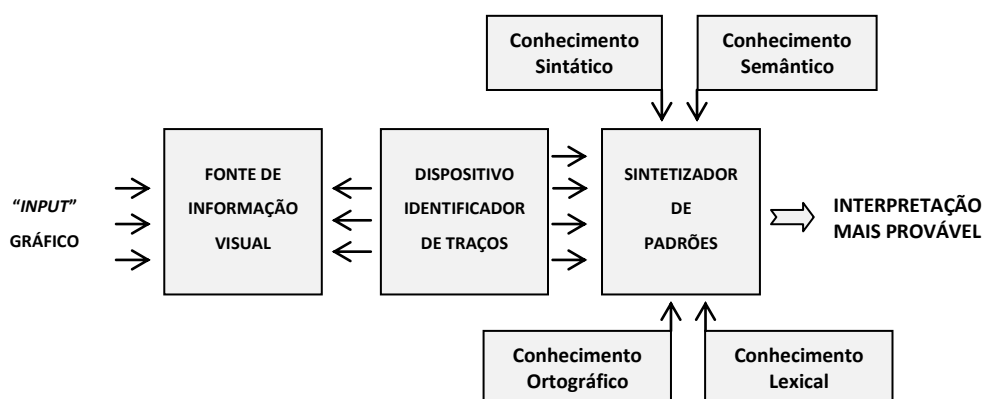 Conhecimento
Sintático
Conhecimento
Semântico
“INPUT”
GRÁFICO
FONTE DE
INFORMAÇÃO
VISUAL
DISPOSITIVO
IDENTIFICADOR
DE TRAÇOS
SINTETIZADOR
DE
PADRÕES
INTERPRETAÇÃO
MAIS PROVÁVEL
Conhecimento
Ortográfico
Conhecimento
Lexical